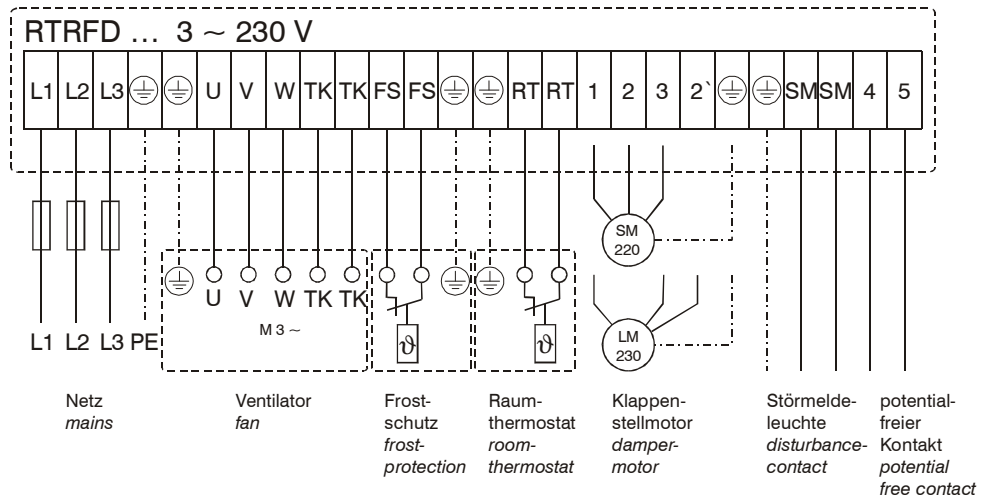 RTRFD ... 3 ~ 230 V
L1 L2 L3 U V W TK TK FS FS RT RT 1 2 3 2` SM SM 4 5
SM
220
U V W TK TK
M 3 ~
ϑ ϑ
LM
230
L1 L2 L3 PE
Netz
mains
Ventilator
fan
Frost-
schutz
frost-
protection
Raum-
thermostat
room-
thermostat
Klappen-
stellmotor
damper-
motor
Störmelde-
leuchte
disturbance-
contact
potential-
freier
Kontakt
potential
free contact